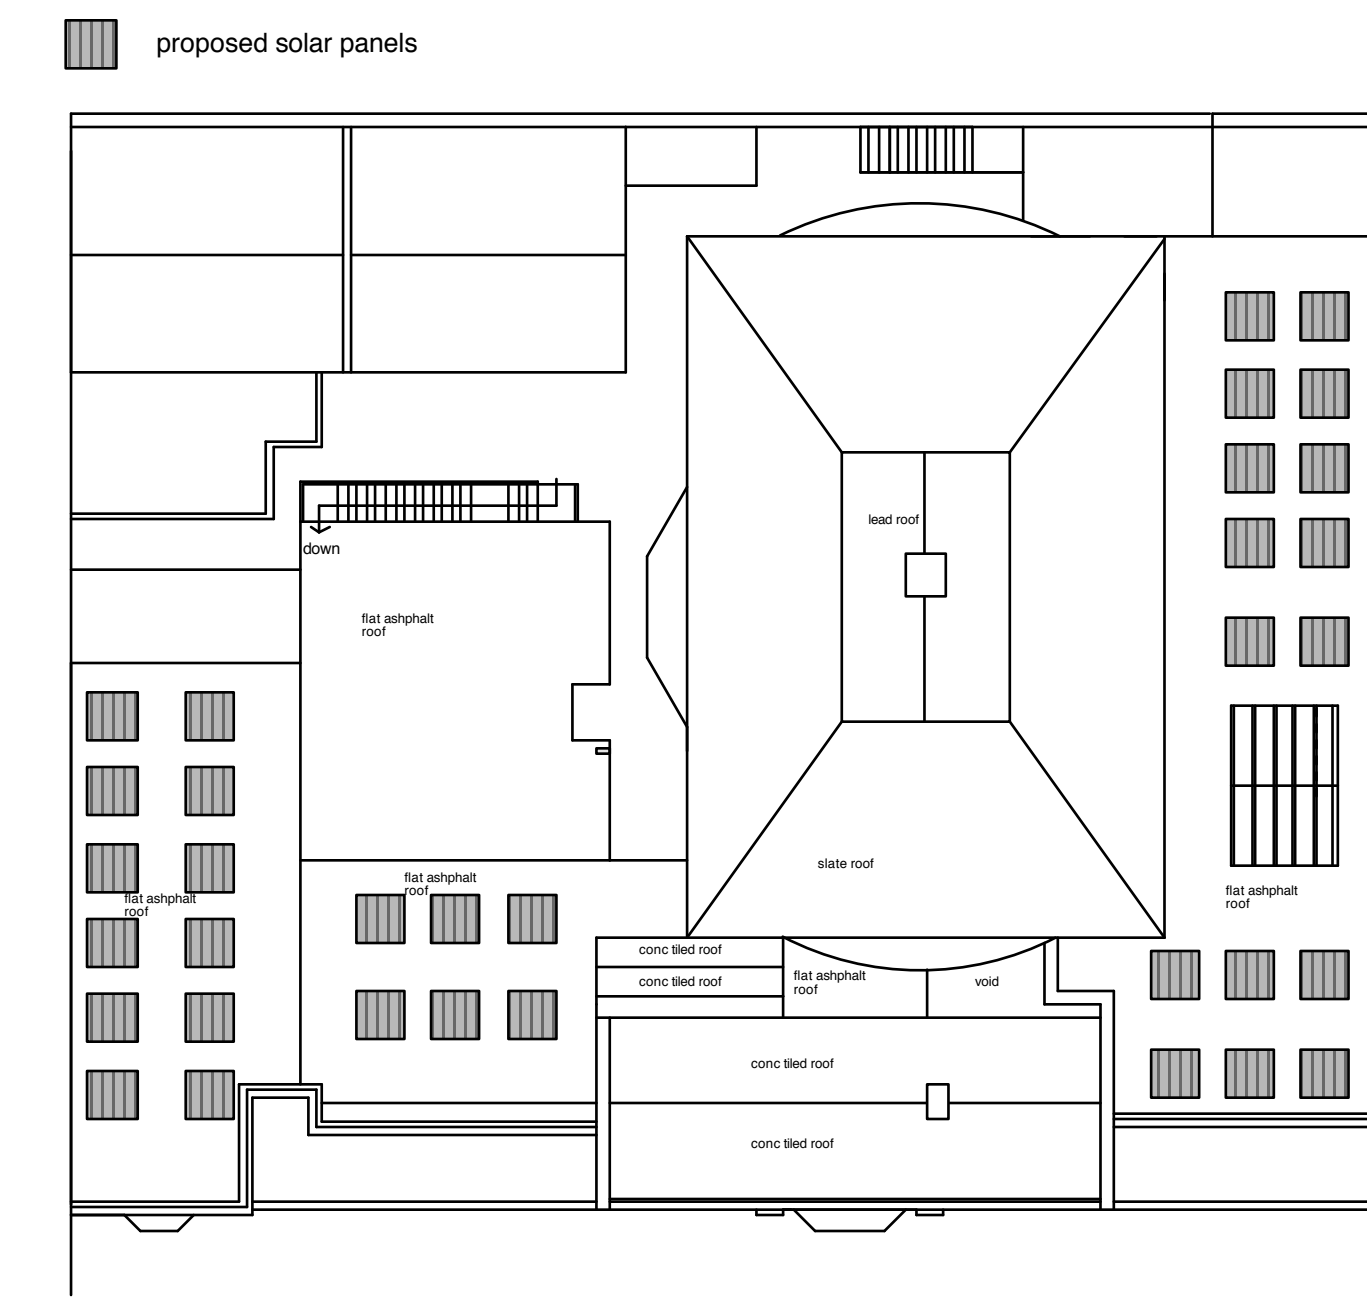 proposed solar panels
lead roof
down
flat ashphalt
roof
slate roof
flat ashphalt
roof
flat ashphalt
roof
flat ashphalt
roof
conc tiled roof
conc tiled roof
flat ashphalt
roof
void
conc tiled roof
conc tiled roof